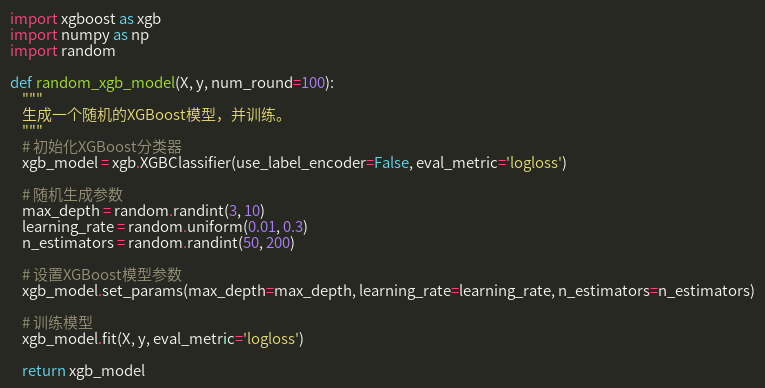 import xgboost as xgb
import numpy as np
import random

def random_xgb_model(X, y, num_round=100):
    """
    生成一个随机的XGBoost模型，并训练。
    """
    # 初始化XGBoost分类器
    xgb_model = xgb.XGBClassifier(use_label_encoder=False, eval_metric='logloss')

    # 随机生成参数
    max_depth = random.randint(3, 10)
    learning_rate = random.uniform(0.01, 0.3)
    n_estimators = random.randint(50, 200)

    # 设置XGBoost模型参数
    xgb_model.set_params(max_depth=max_depth, learning_rate=learning_rate, n_estimators=n_estimators)

    # 训练模型
    xgb_model.fit(X, y, eval_metric='logloss')

    return xgb_model